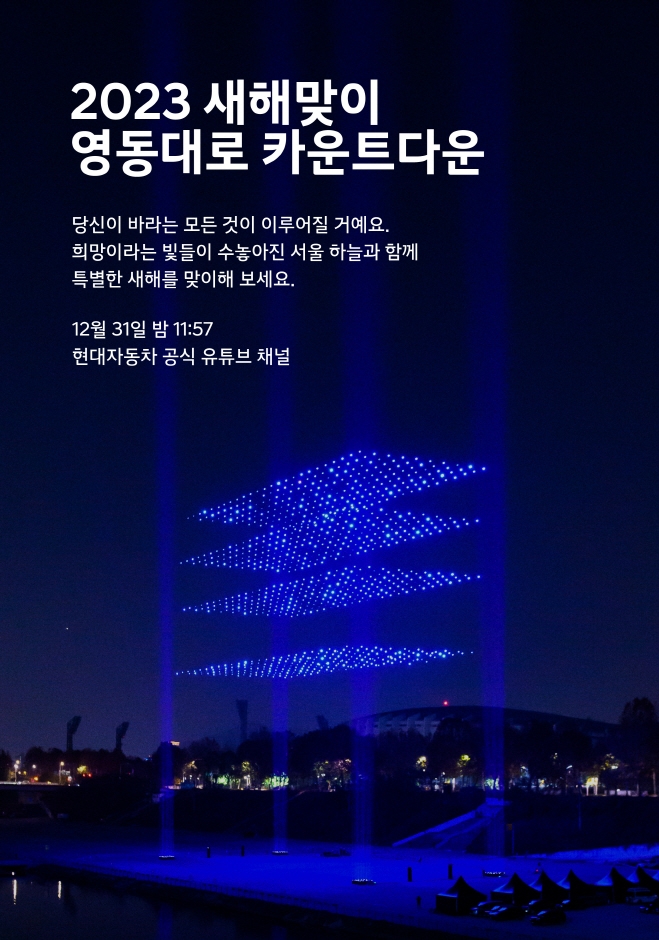 2023 새해맞이
영동대로 카운트다운
당신이 바라는 모든 것이 이루어질 거예요.
희망이라는 빛들이 수놓아진 서울 하늘과 함께
특별한 새해를 맞이해 보세요.
12월 31일 밤 11:57
현대자동차 공식 유튜브 채널